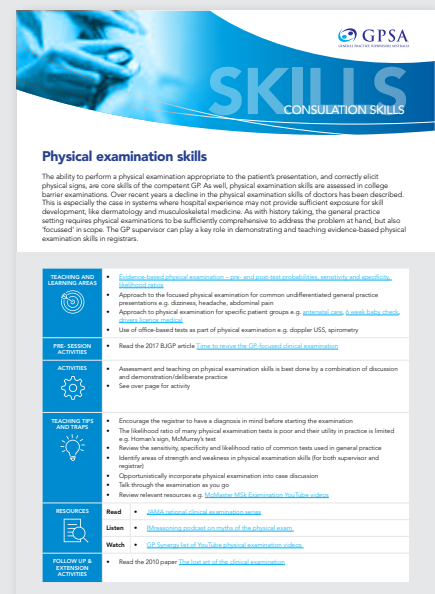 GPSA
GENERAL PRACTICE SUPERVISORS AUSTRALIA
SKILLS
CONSULATION SKILLS
Physical examination skills
The ability to perform a physical examination appropriate to the patient's presentation, and correctly elicit
physical signs, are core skills of the competent GP. As well, physical examination skills are assessed in college
barrier examinations. Over recent years a decline in the physical examination skills of doctors has been described.
This is especially the case in systems where hospital experience may not provide sufficient exposure for skill
development, like dermatology and musculoskeletal medicine. As with history taking, the general practice
setting requires physical examinations to be sufficiently comprehensive to address the problem at hand, but also
'focussed' in scope. The GP supervisor can play a key role in demonstrating and teaching evidence-based physical
examination skills in registrars.
TEACHING AND
LEARNING AREAS
• Evidence-based physical examination – pre- and post-test probabilities, sensitivity and specificity,
likelihood ratios
• Approach to the focused physical examination for common undifferentiated general practice
presentations e.g. dizziness, headache, abdominal pain
• Approach to physical examination for specific patient groups e.g. antenatal care, 6 week baby check,
drivers licence medical
• Use of office-based tests as part of physical examination e.g. doppler USS, spirometry
PRE- SESSION
ACTIVITIES
• Read the 2017 BJGP article Time to revive the GP-focused clinical examination
ACTIVITIES
• Assessment and teaching on physical examination skills is best done by a combination of discussion
and demonstration/deliberate practice
• See over page for activity
TEACHING TIPS
AND TRAPS
• Encourage the registrar to have a diagnosis in mind before starting the examination
• The likelihood ratio of many physical examination tests is poor and their utility in practice is limited
e.g. Homan's sign, McMurray's test
• Review the sensitivity, specificity and likelihood ratio of common tests used in general practice
• Identify areas of strength and weakness in physical examination skills (for both supervisor and
registrar)
• Opportunistically incorporate physical examination into case discussion
• Talk through the examination as you go
• Review relevant resources e.g. McMaster MSk Examination YouTube videos
RESOURCES
Read • JAMA rational clinical examination series
Listen • IMreasoning podcast on myths of the physical exam
Watch • GP Synergy list of YouTube physical examination videos
FOLLOW UP &
EXTENSION
ACTIVITIES
• Read the 2010 paper The lost art of the clinical examination